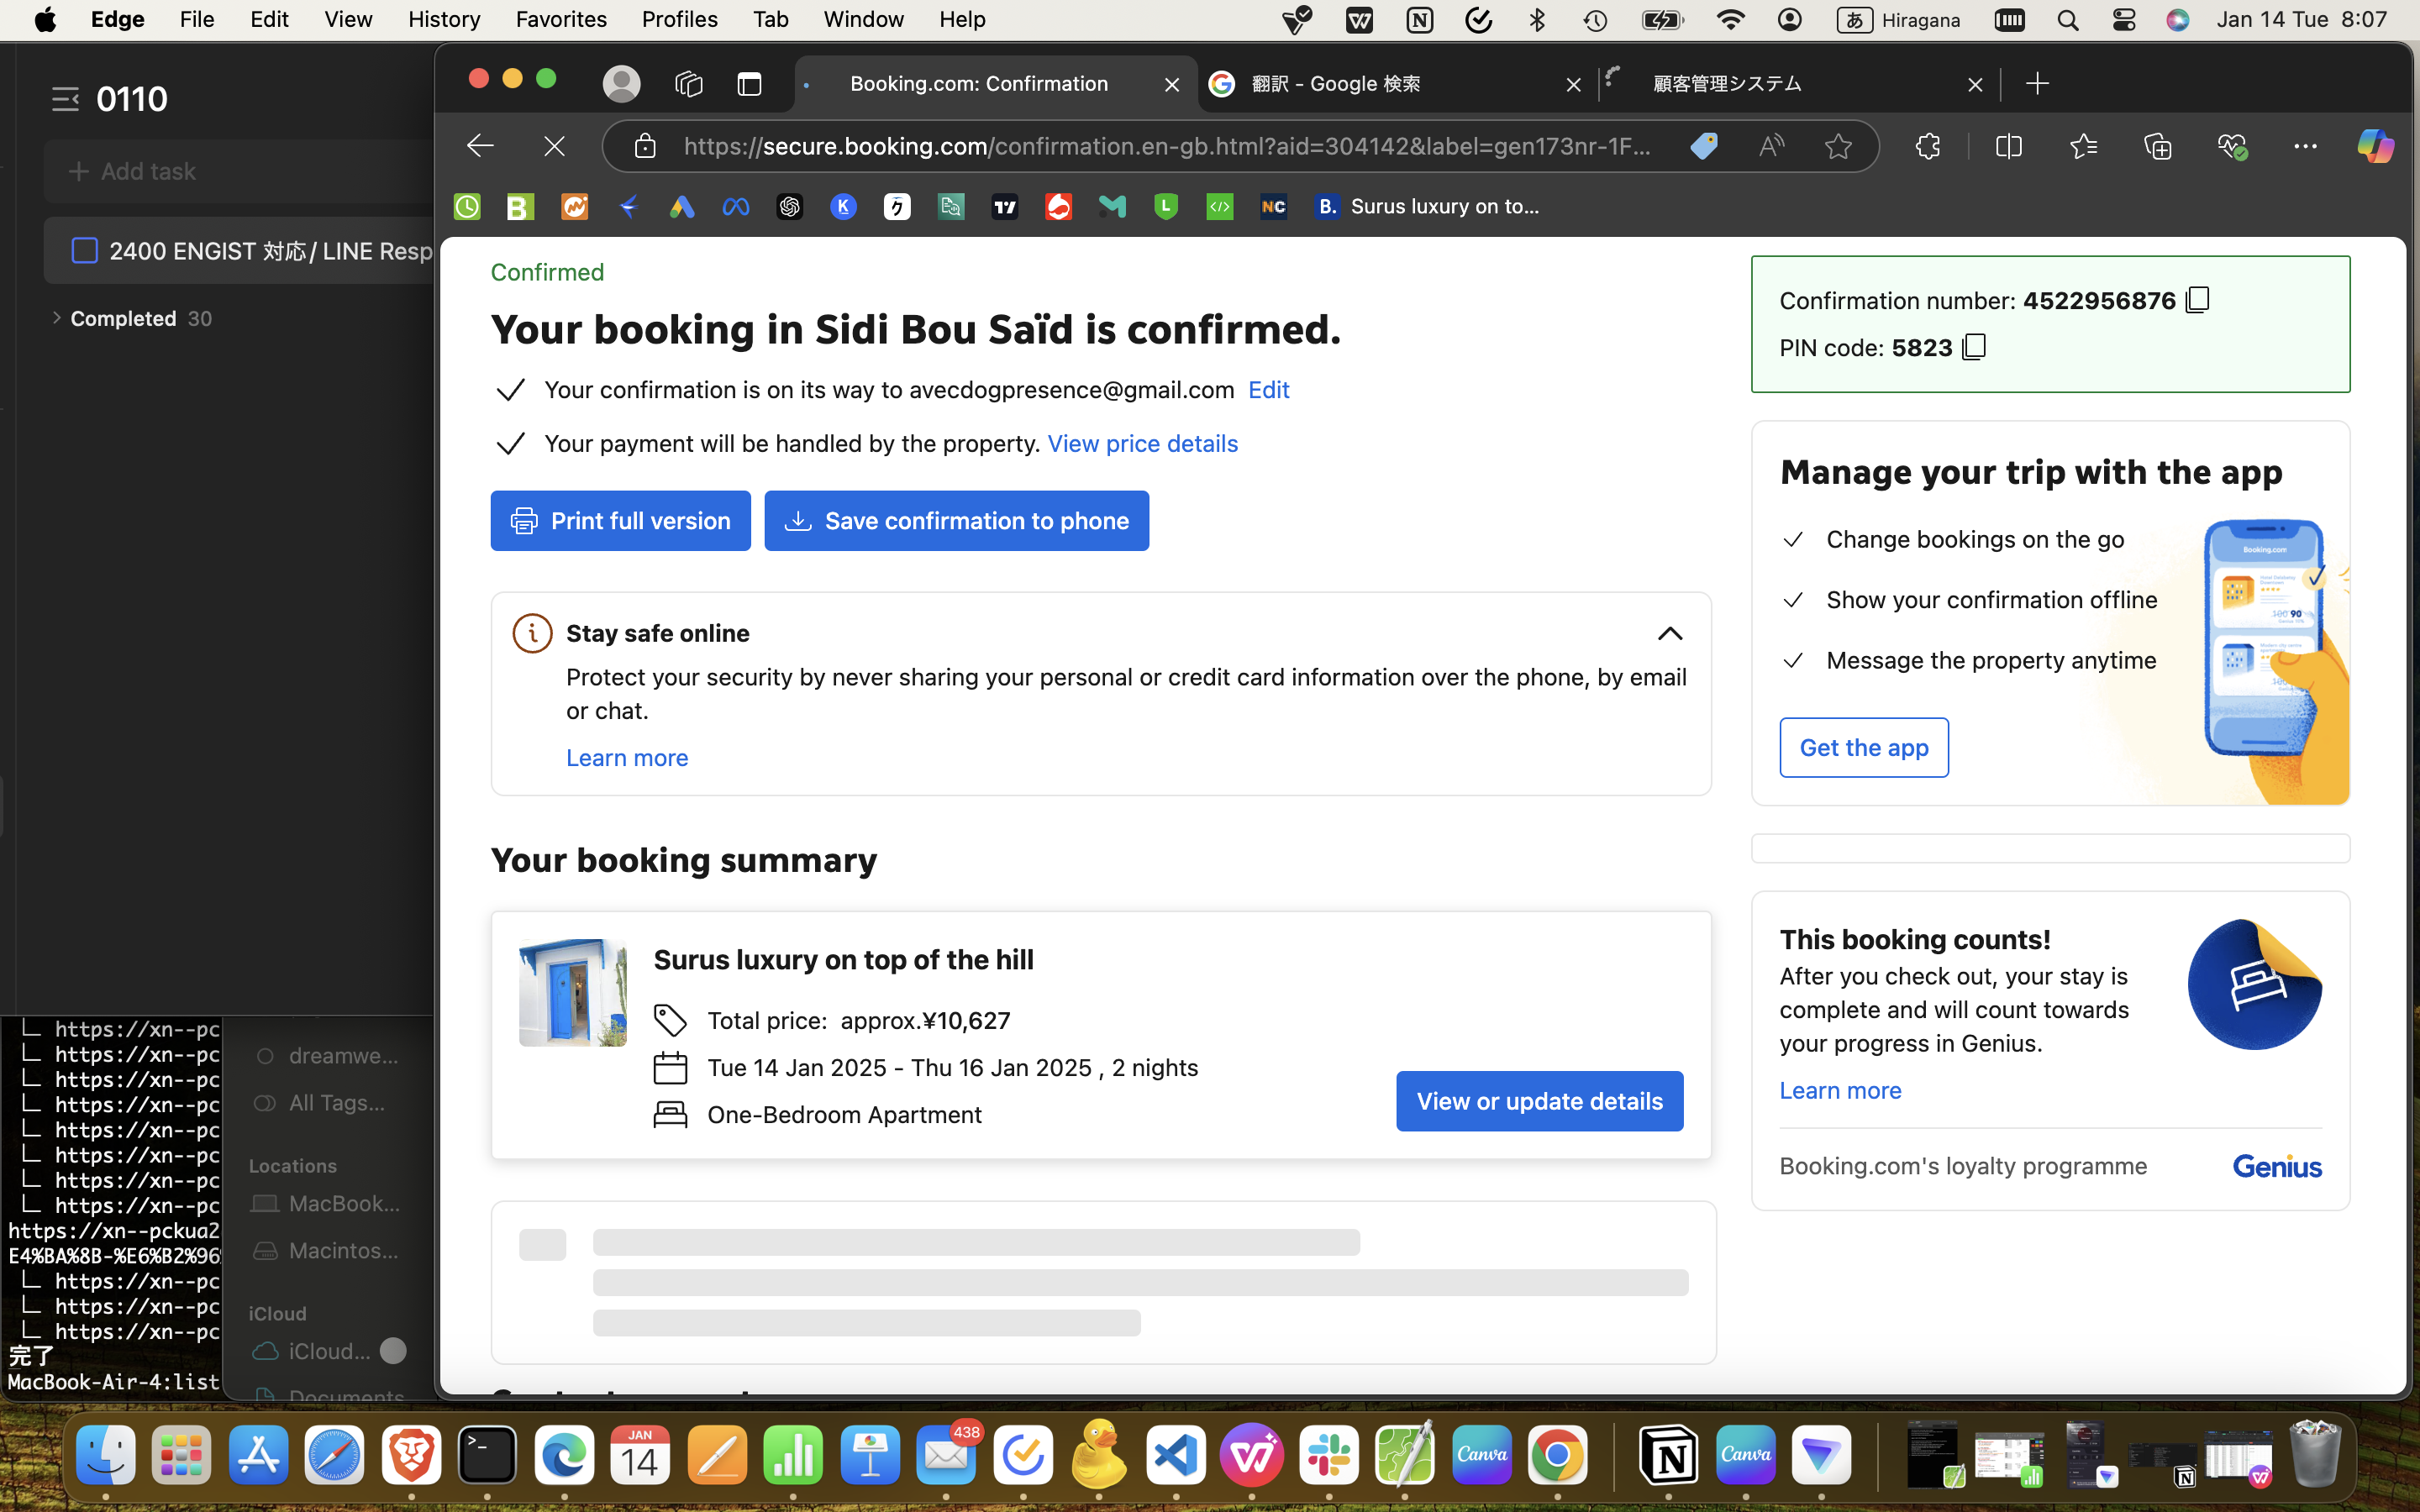 Edge File Edit View History Favorites Profiles Tab Window Help
あ Hiragana Jan 14 Tue 8:07
0110
Add task
2400 ENGIST 対応/ LINE Resp
Completed 30
Booking.com: Confirmation
翻訳 - Google 検索
顧客管理システム
https://secure.booking.com/confirmation.en-gb.html?aid=304142&label=gen173nr-1F...
B. Surus luxury on to...
Confirmed
Your booking in Sidi Bou Saïd is confirmed.
Your confirmation is on its way to avecdogpresence@gmail.com Edit
Your payment will be handled by the property. View price details
Print full version
Save confirmation to phone
Stay safe online
Protect your security by never sharing your personal or credit card information over the phone, by email
or chat.
Learn more
Your booking summary
Surus luxury on top of the hill
Total price: approx.¥10,627
Tue 14 Jan 2025 - Thu 16 Jan 2025 , 2 nights
One-Bedroom Apartment
View or update details
Confirmation number: 4522956876
PIN code: 5823
Manage your trip with the app
Change bookings on the go
Show your confirmation offline
Message the property anytime
Get the app
Booking.com
This booking counts!
After you check out, your stay is
complete and will count towards
your progress in Genius.
Learn more
Booking.com's loyalty programme
Genius
https://xn--pc
https://xn--pc
https://xn--pc
https://xn--pc
https://xn--pc
https://xn--pc
https://xn--pc
https://xn--pc
https://xn--pckua2
E4%BA%8B-%E6%B2%96
https://xn--pc
https://xn--pc
https://xn--pc
完了
MacBook-Air-4:list
dreamwe...
All Tags...
Locations
MacBook...
Macintos...
iCloud
iCloud...
Documents
JAN
14
438
Canva
Canva